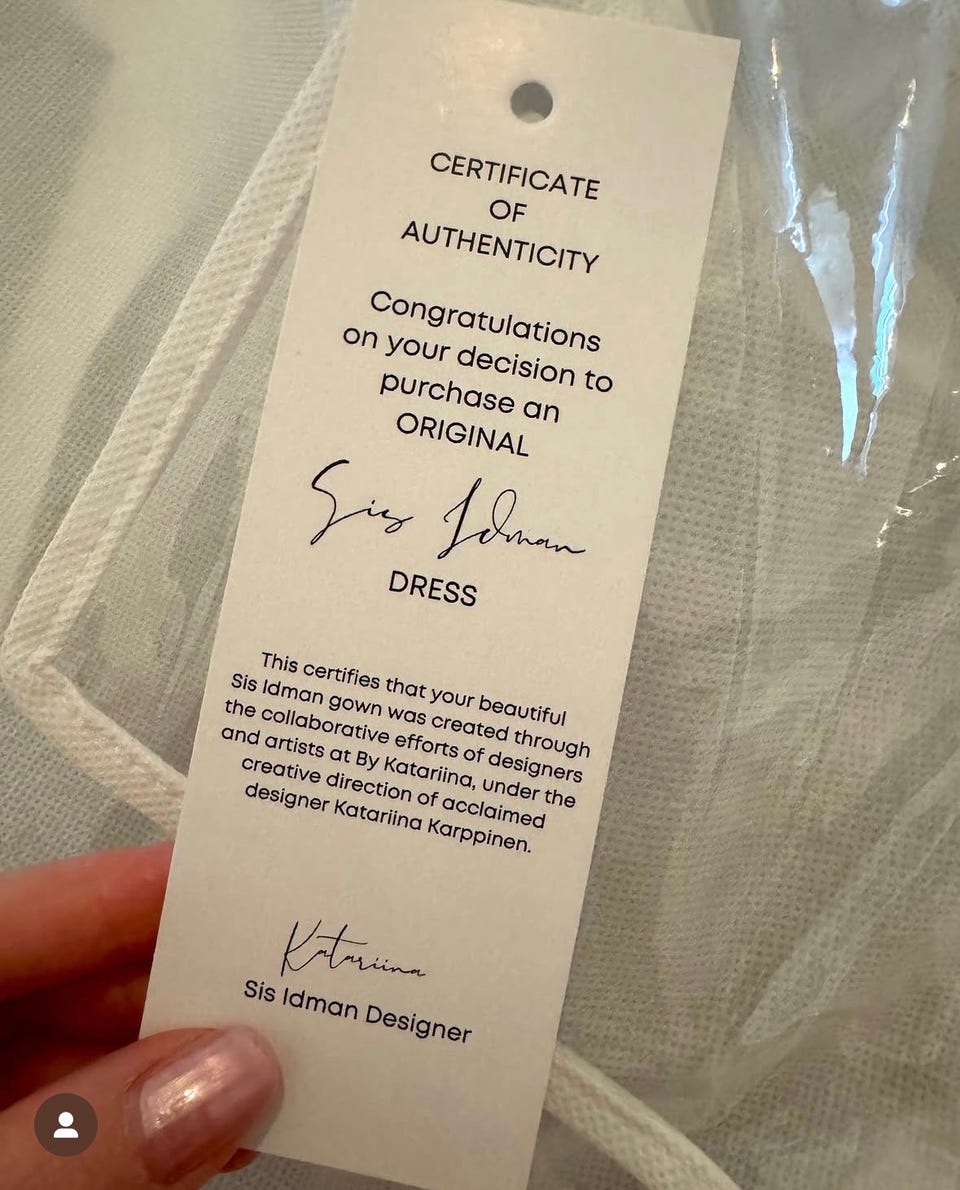 CERTIFICATE
OF
AUTHENTICITY
Congratulations
on your decision to
purchase an
ORIGINAL
Sis Idman
DRESS
This certifies that your beautiful
Sis Idman gown was created through
the collaborative efforts of designers
and artists at By Katariina, under the
creative direction of acclaimed
designer Katariina Karppinen.
Katariina
Sis Idman Designer